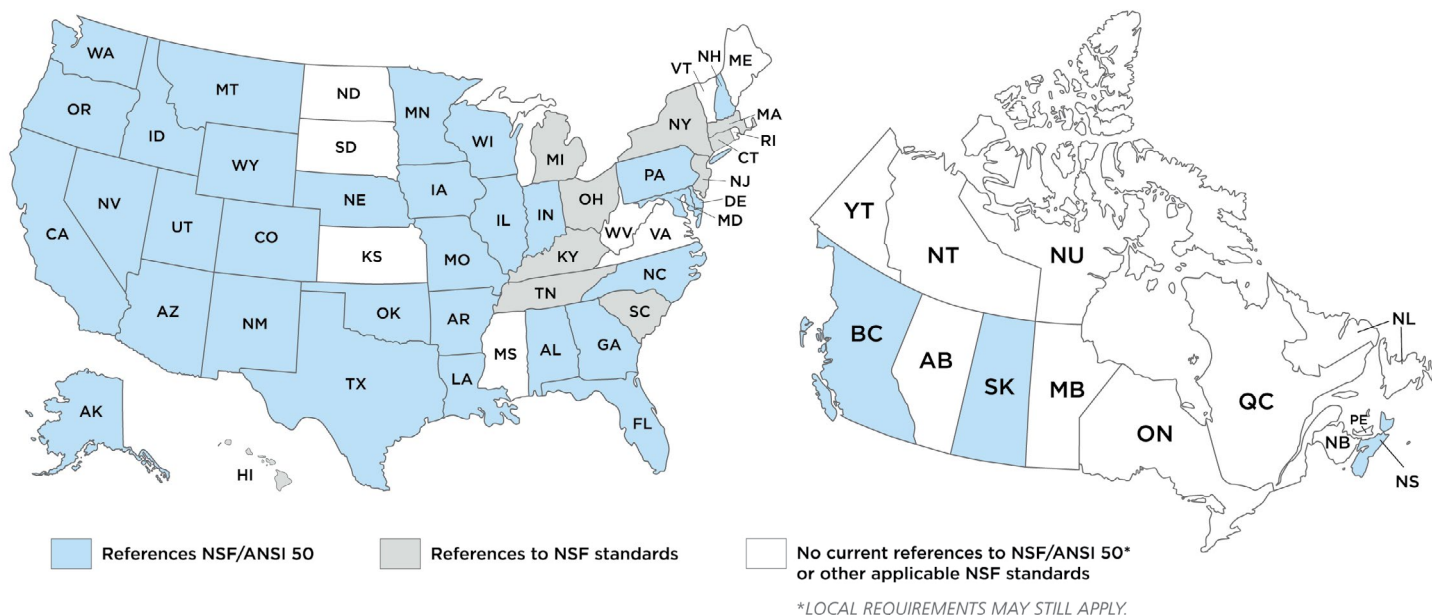 WA
MT
ND
MN
VT
NH
ME
OR
ID
SD
WI
MI
NY
MA
RI
CT
WY
NE
IA
PA
NJ
OH
DE
MD
NV
UT
CO
IL
IN
WV
VA
CA
KS
MO
KY
NC
AZ
NM
OK
AR
TN
SC
MS
AL
GA
TX
LA
FL
AK
HI
YT
NT
NU
BC
AB
SK
MB
ON
QC
NL
PE
NB
NS
References NSF/ANSI 50
References to NSF standards
No current references to NSF/ANSI 50*
or other applicable NSF standards
*LOCAL REQUIREMENTS MAY STILL APPLY.